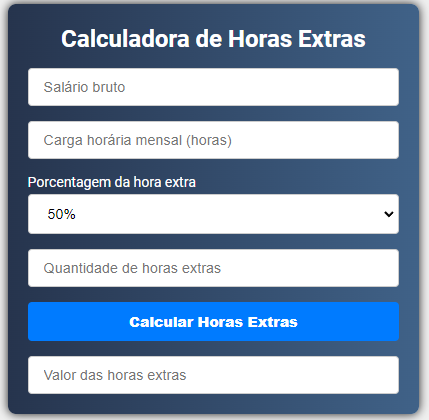 Calculadora de Horas Extras
Salário bruto
Carga horária mensal (horas)
Porcentagem da hora extra
50%
Quantidade de horas extras
Calcular Horas Extras
Valor das horas extras